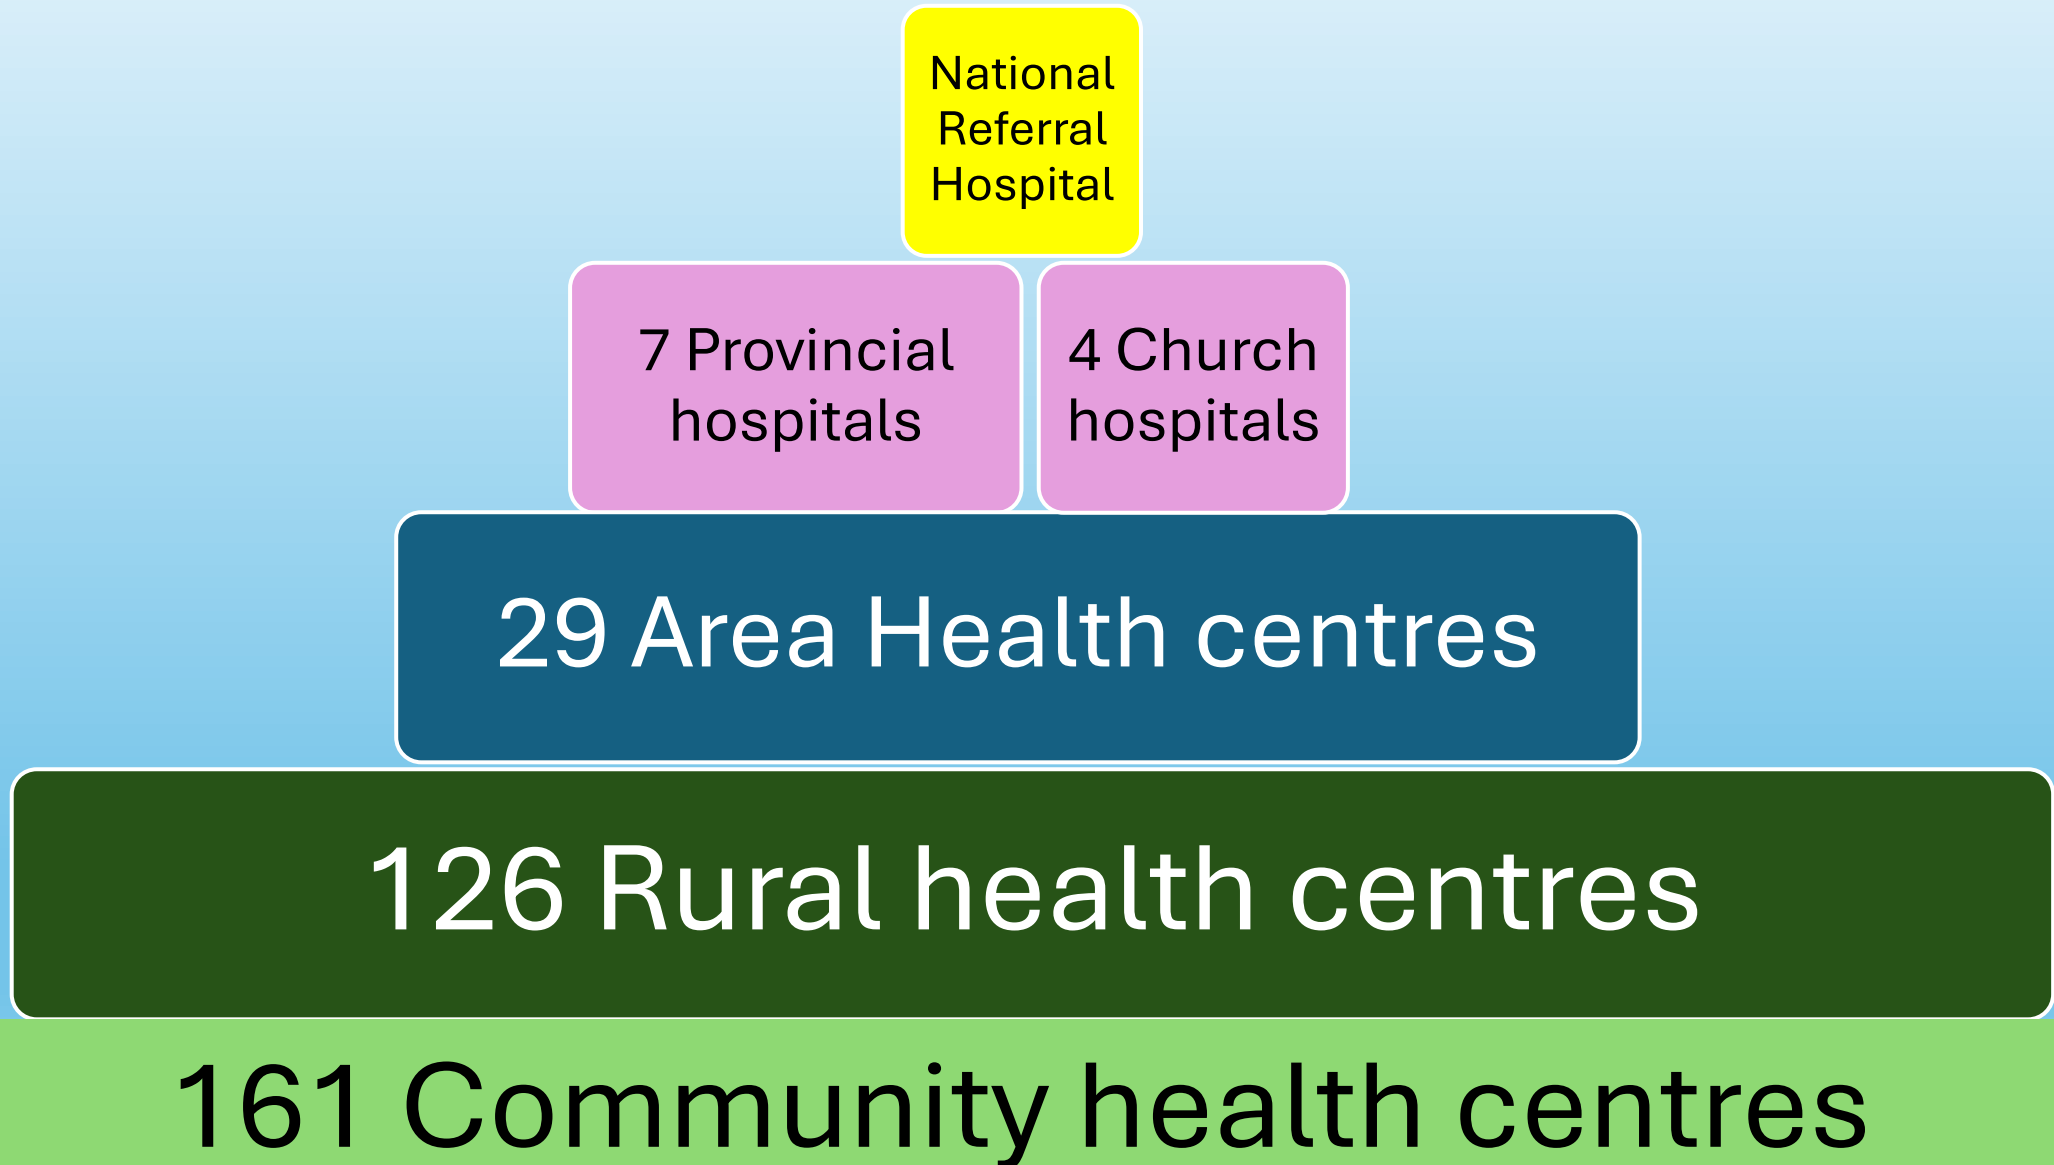 National
Referral
Hospital
7 Provincial
hospitals
4 Church
hospitals
29 Area Health centres
126 Rural health centres
161 Community health centres